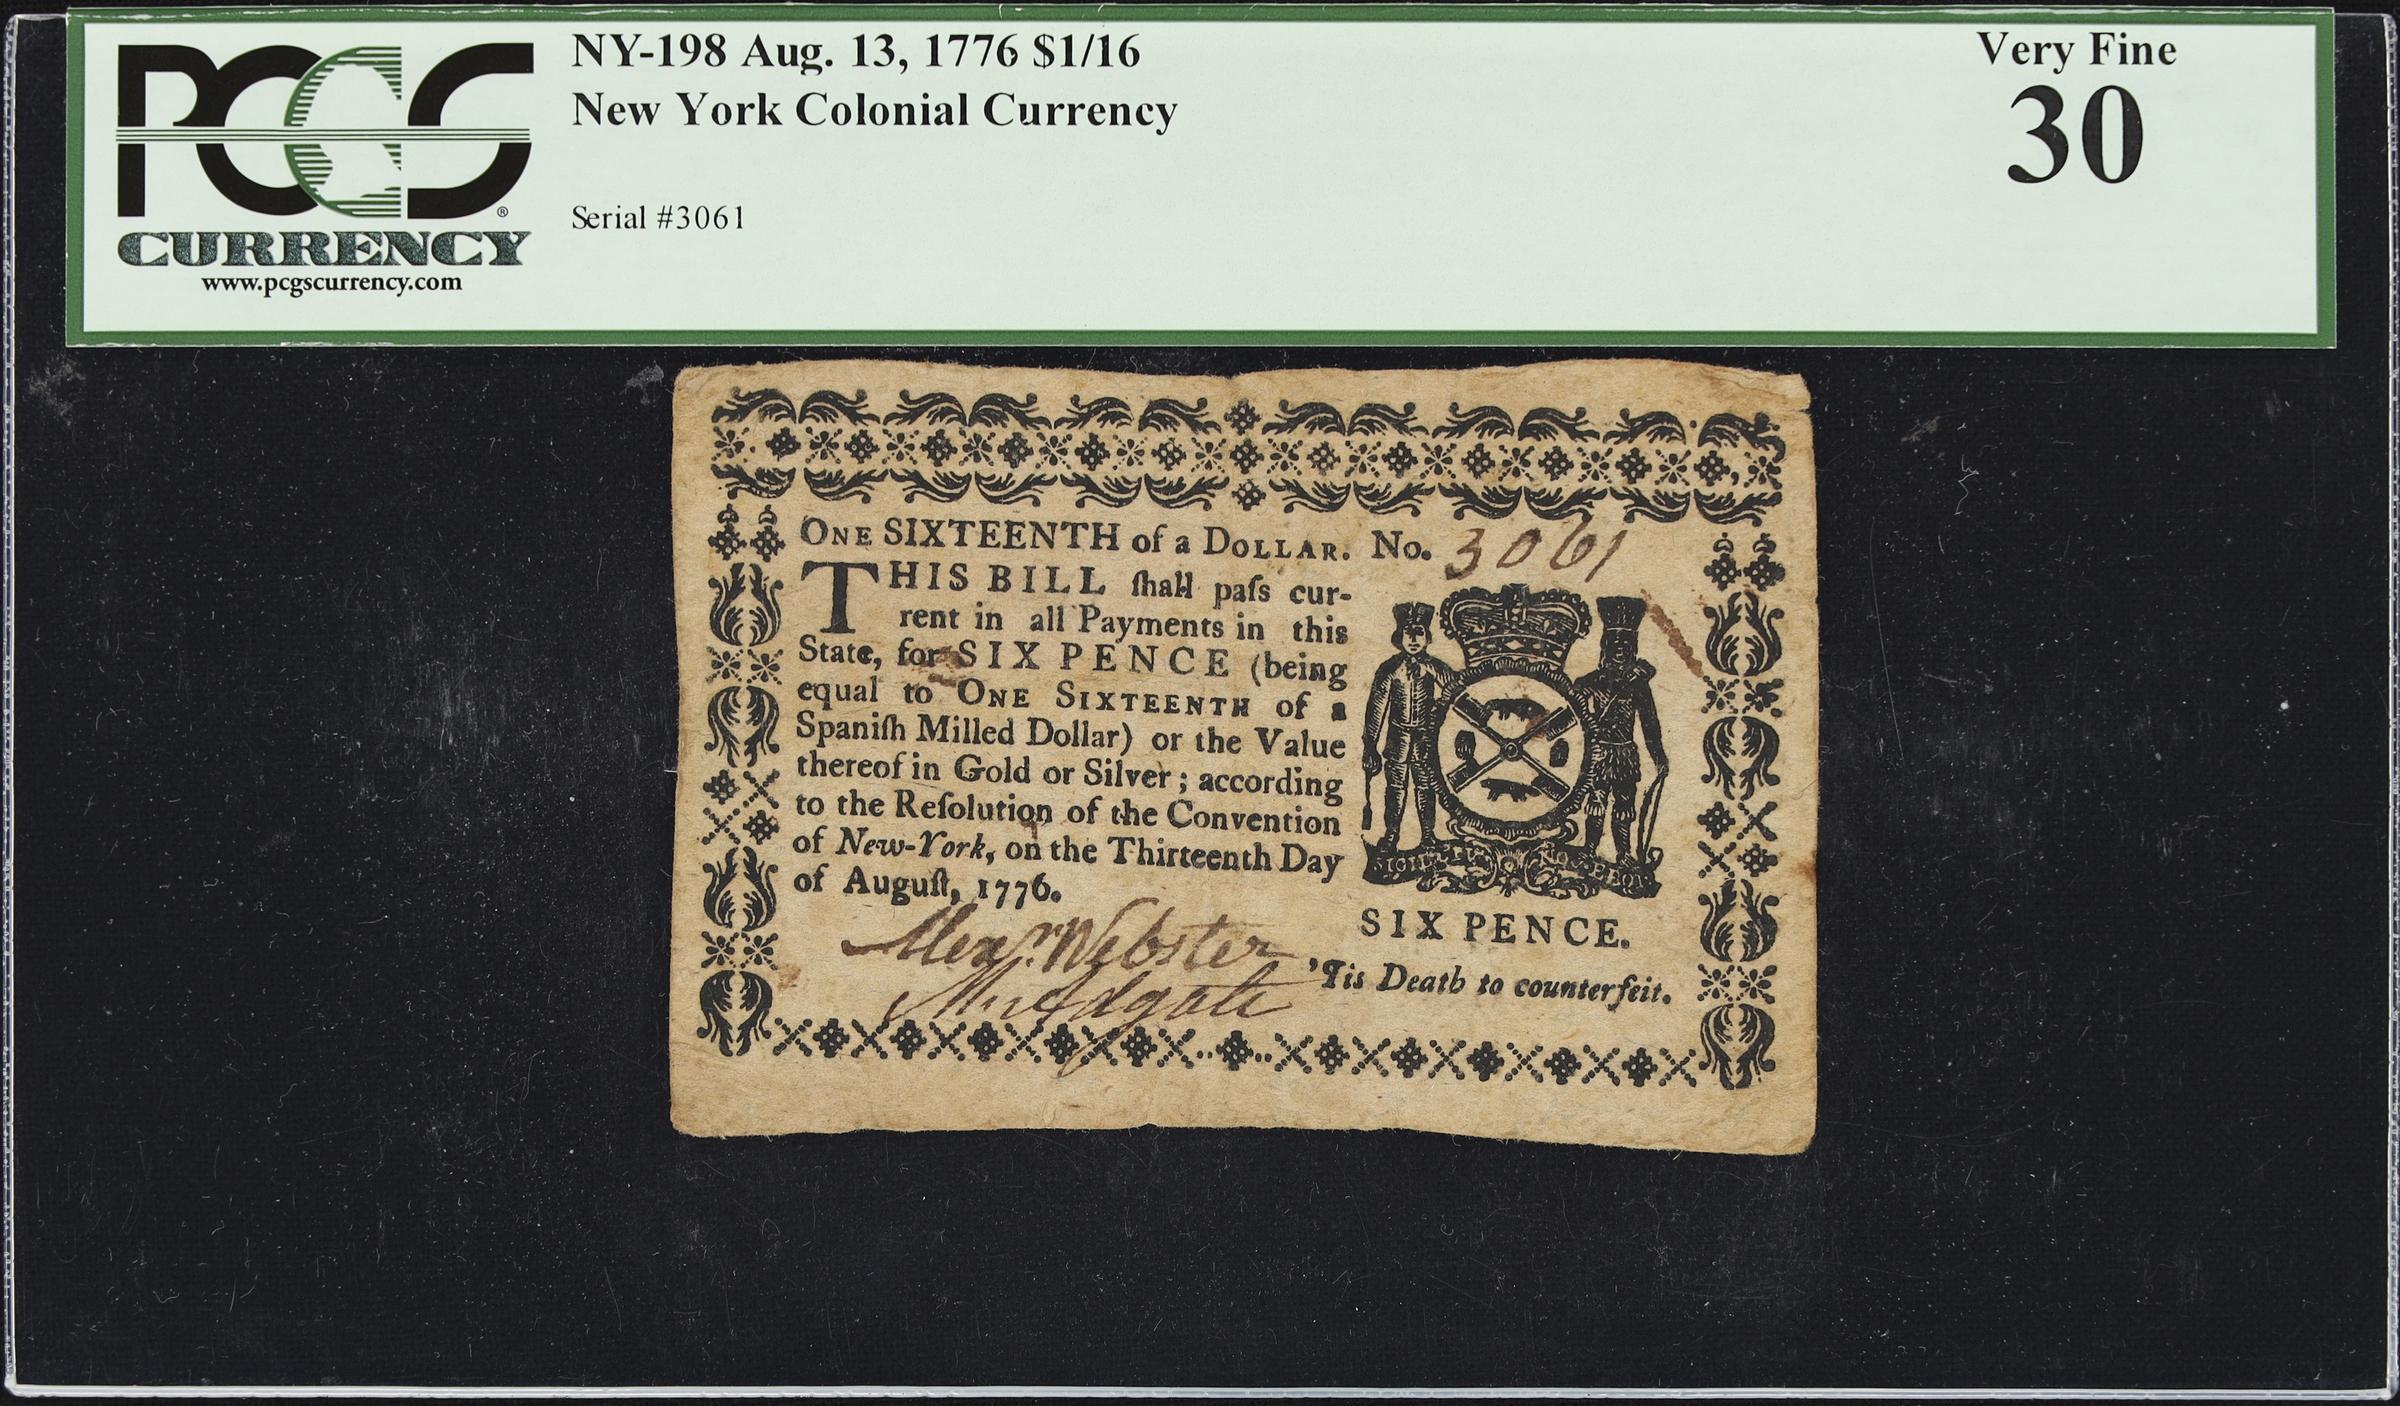 PCGS
CURRENCY
www.pcgscurrency.com
NY-198 Aug. 13, 1776 $1/16
New York Colonial Currency
Serial #3061
Very Fine
30
ONE SIXTEENTH of a DOLLAR. No. 3061
THIS BILL ſhall paſs cur-
rent in all Payments in this
State, for SIX PENCE (being
equal to ONE SIXTEENTH of a
Spaniſh Milled Dollar) or the Value
thereof in Gold or Silver; according
to the Reſolution of the Convention
of New-York, on the Thirteenth Day
of Auguſt, 1776.
Alexr. Webster
SIX PENCE.
'Tis Death to counterfeit.